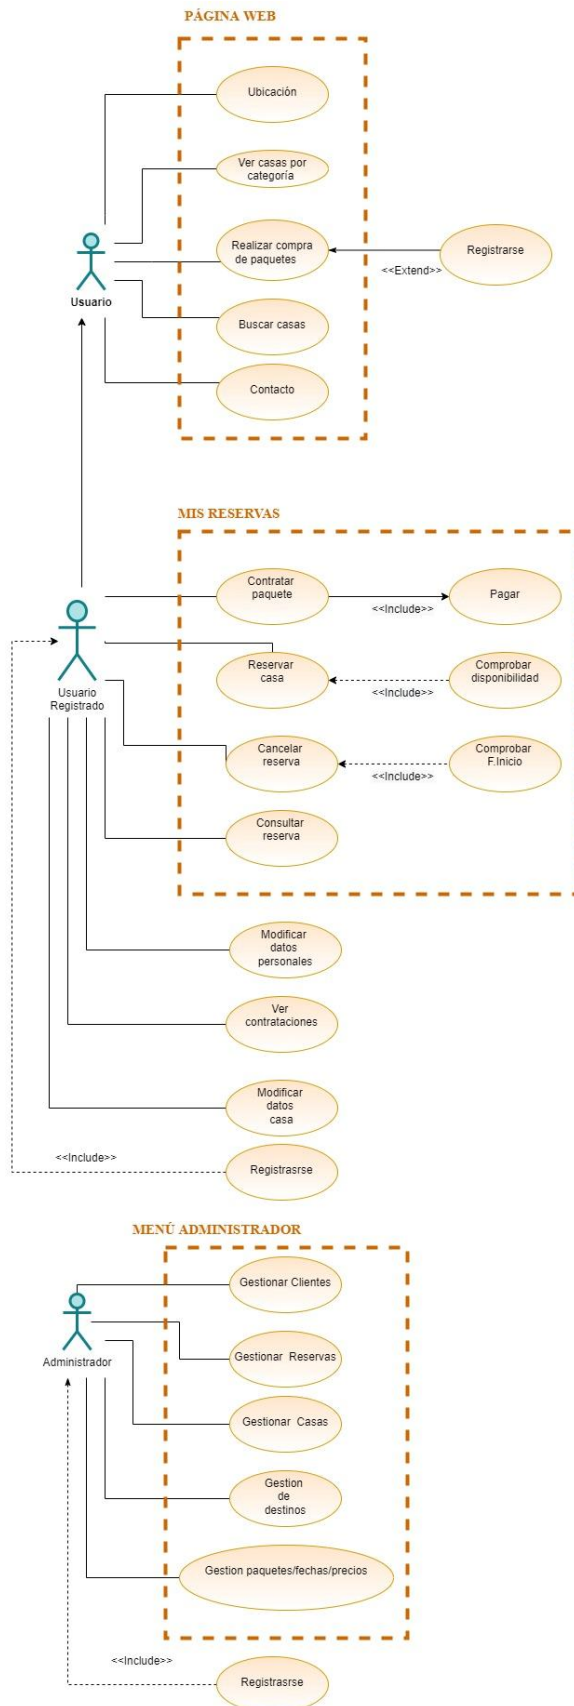 PÁGINA WEB
Ubicación
Ver casas por
categoría
Realizar compra
de paquetes
Registrarse
<<Extend>>
Usuario
Buscar casas
Contacto
MIS RESERVAS
Contratar
paquete
<<Include>>
Pagar
Usuario
Registrado
Reservar
casa
<<Include>>
Comprobar
disponibilidad
Cancelar
reserva
<<Include>>
Comprobar
F.Inicio
Consultar
reserva
Modificar
datos
personales
Ver
contrataciones
Modificar
datos
casa
<<Include>>
Registrasrse
MENÚ ADMINISTRADOR
Gestionar Clientes
Administrador
Gestionar Reservas
Gestionar Casas
Gestion
de
destinos
Gestion paquetes/fechas/precios
<<Include>>
Registrasrse